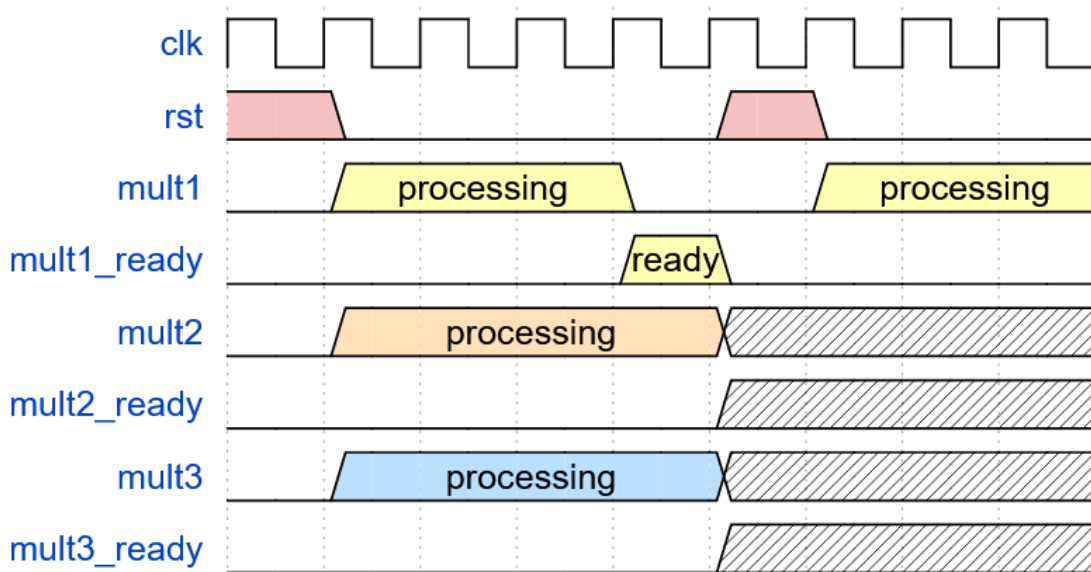 clk
rst
mult1 processing processing
mult1_ready ready
mult2 processing
mult2_ready
mult3 processing
mult3_ready